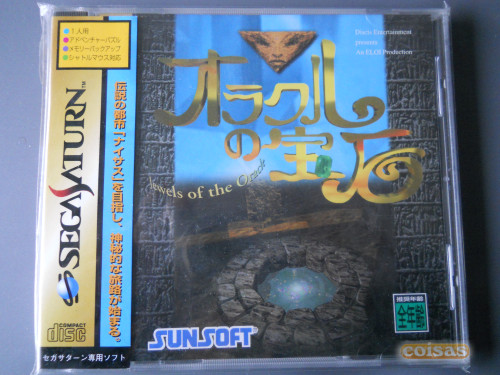 1人用
アドベンチャーパズル
メモリーバックアップ
シャトルマウス対応
SEGA SATURN™
伝説の都市「ナイサス」を目指し、神秘的な旅路が始まる。
COMPACT
disc
セガサターン専用ソフト
Discis Entertainment
presents
An ELOI Production
オラクル
の宝石
Jewels of the Oracle
SUNSOFT®
推奨年齢
全年齢
coisas